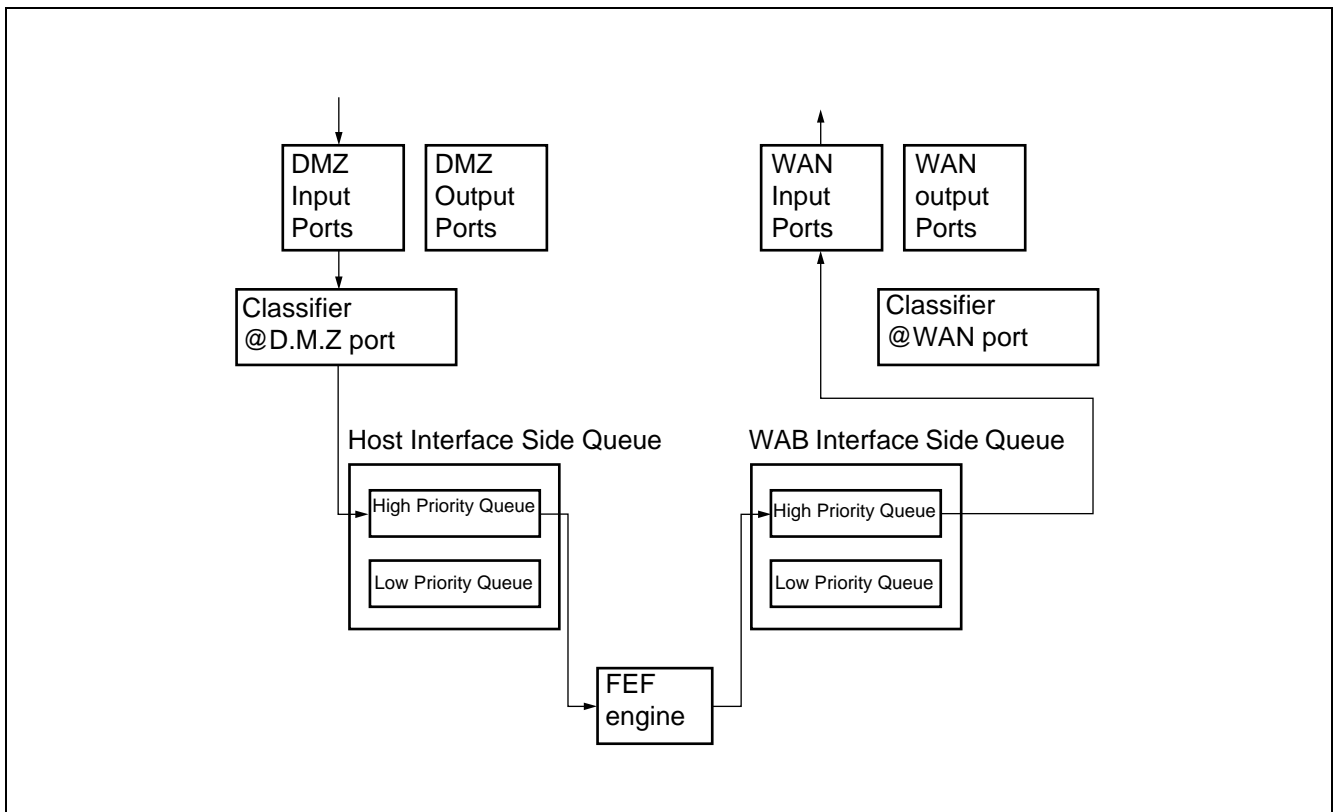 DMZ
Input
Ports
DMZ
Output
Ports
WAN
Input
Ports
WAN
output
Ports
Classifier
@D.M.Z port
Classifier
@WAN port
Host Interface Side Queue
WAB Interface Side Queue
High Priority Queue
Low Priority Queue
High Priority Queue
Low Priority Queue
FEF
engine